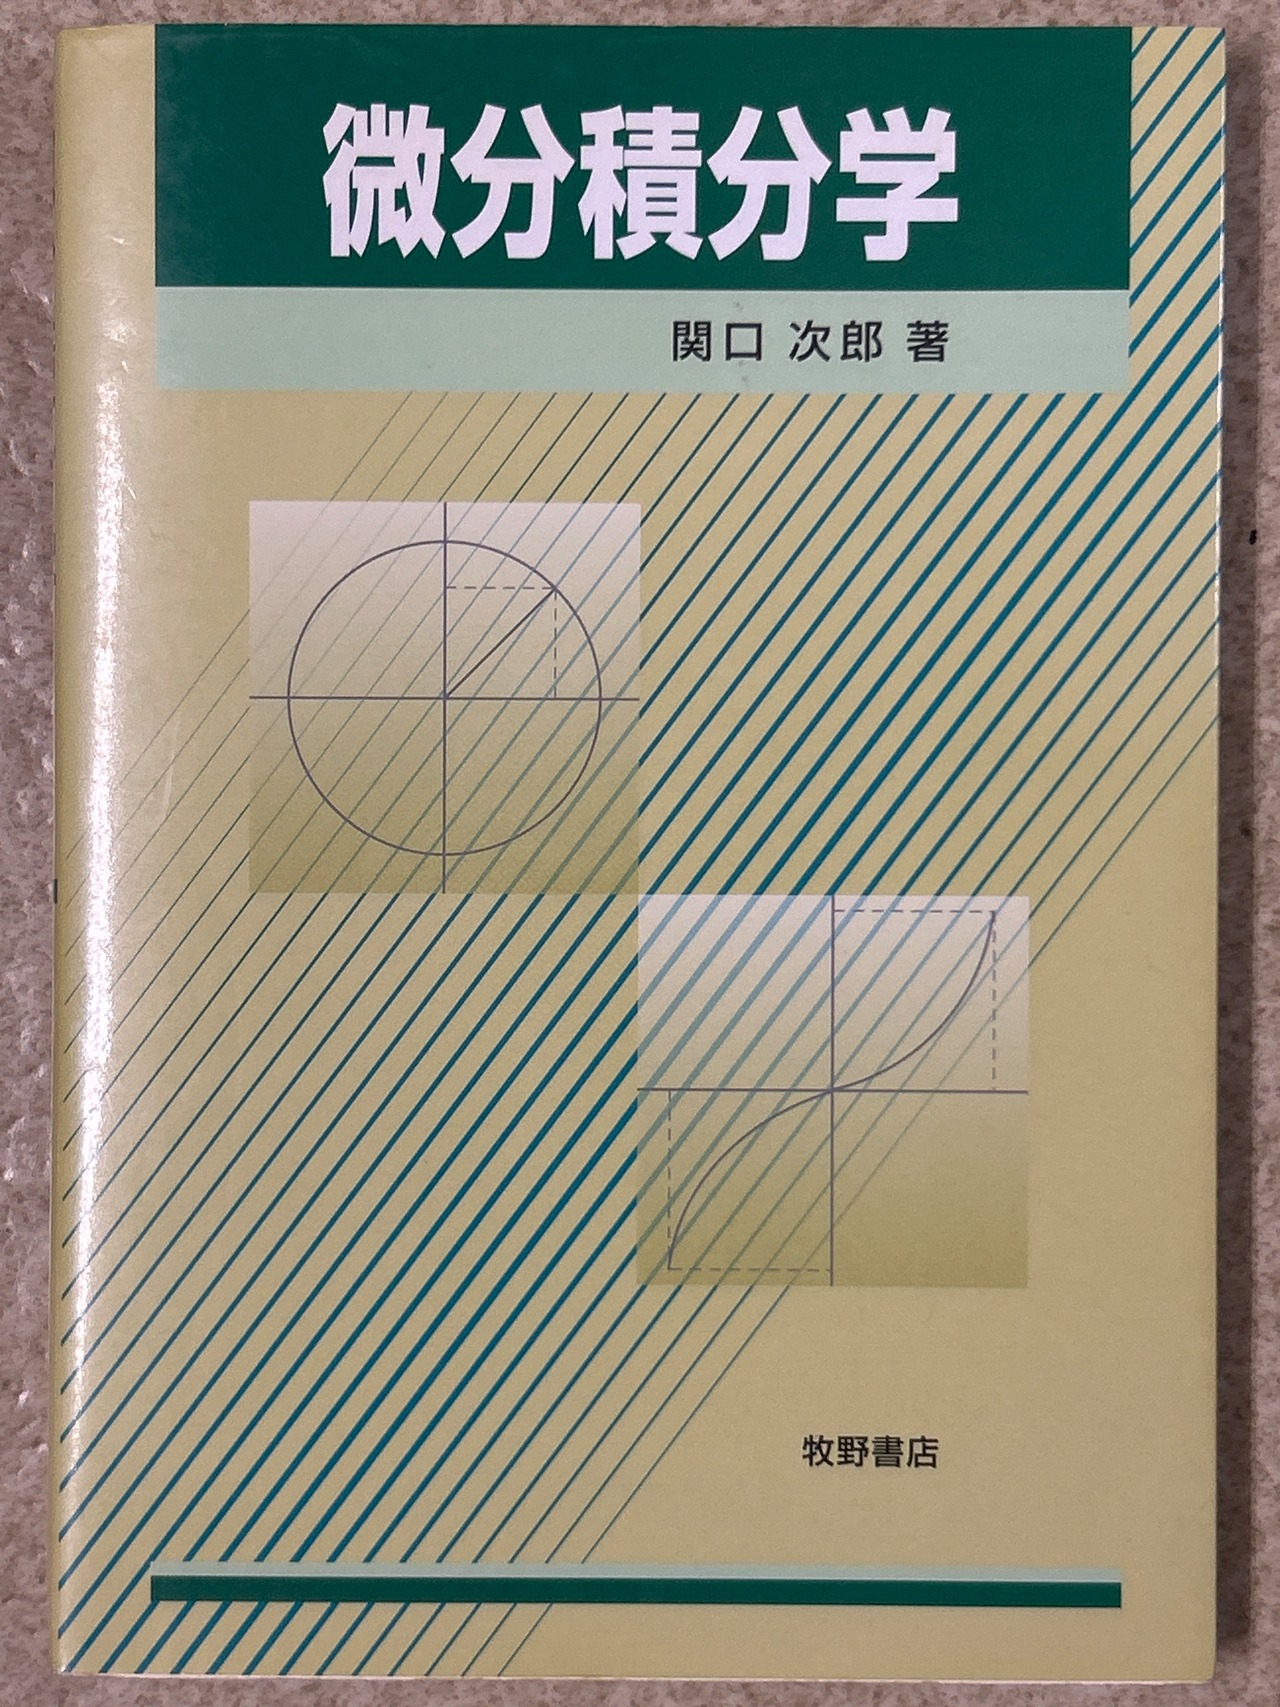 微分積分学
関口 次郎 著
牧野書店